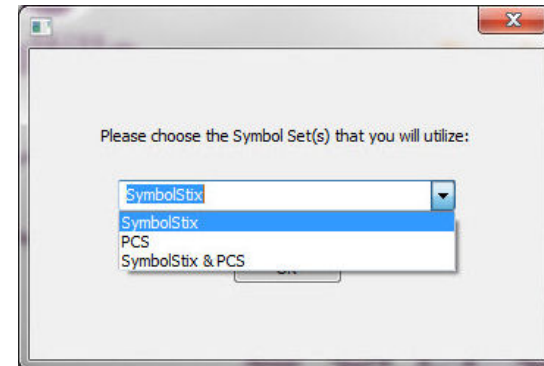 Please choose the Symbol Set(s) that you will utilize:
SymbolStix
SymbolStix
PCS
SymbolStix & PCS